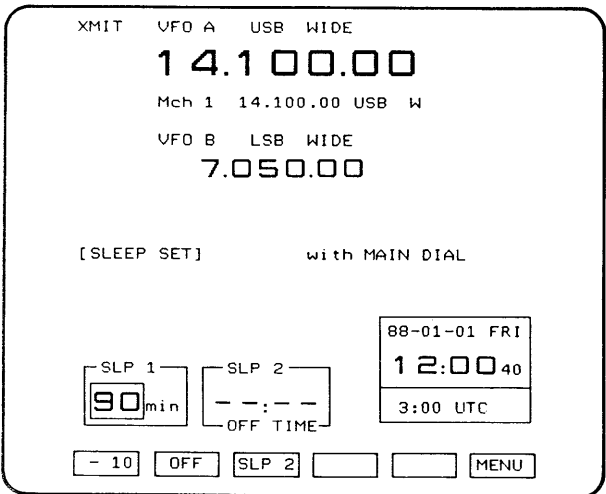 XMIT VFO A USB WIDE
14.100.00
Mch 1 14.100.00 USB W
VFO B LSB WIDE
7.050.00
[SLEEP SET] with MAIN DIAL
88-01-01 FRI
12:00 40
3:00 UTC
SLP 1
90 min
SLP 2
--:--
OFF TIME
- 10 OFF SLP 2 MENU